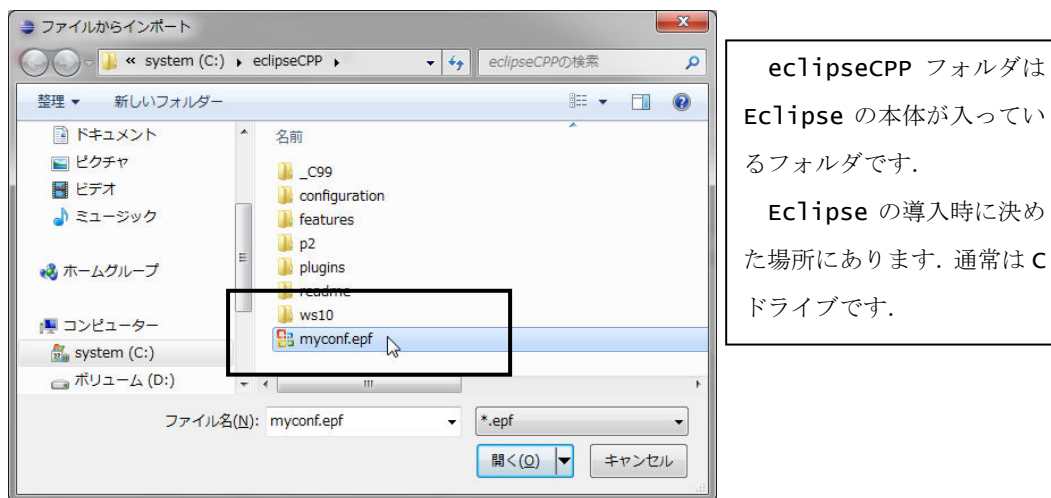 ファイルからインポート
« system (C:) ▸ eclipseCPP ▸
eclipseCPPの検索
整理 ▼ 新しいフォルダー
ドキュメント
ピクチャ
ビデオ
ミュージック
ホームグループ
コンピューター
system (C:)
ボリューム (D:)
名前
_C99
configuration
features
p2
plugins
readme
ws10
myconf.epf
ファイル名(N): myconf.epf
*.epf
開く(O)
キャンセル
eclipseCPP フォルダは
Eclipse の本体が入ってい
るフォルダです.
Eclipse の導入時に決め
た場所にあります. 通常は C
ドライブです.